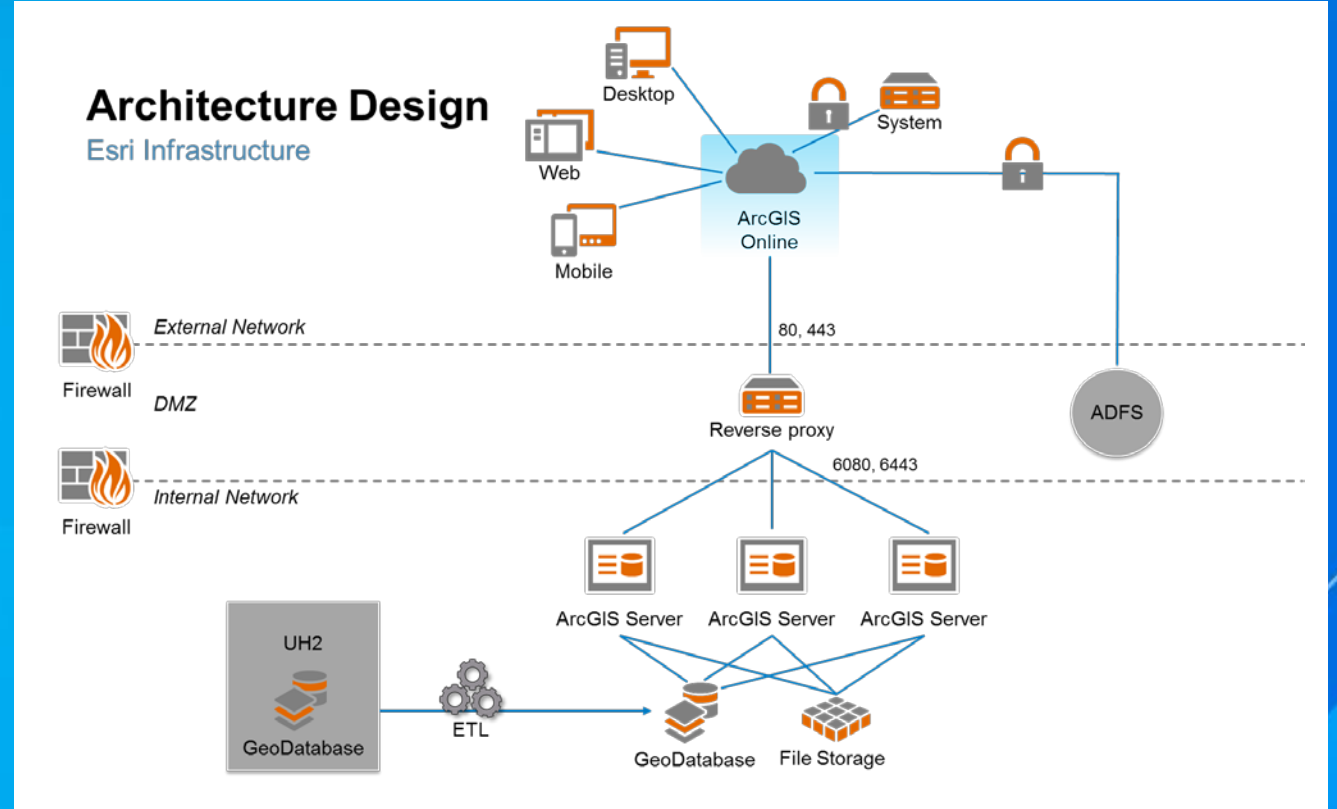 Architecture Design
Esri Infrastructure
Desktop
System
Web
ArcGIS
Online
Mobile
External Network
80, 443
Firewall
DMZ
ADFS
Reverse proxy
6080, 6443
Internal Network
Firewall
ArcGIS Server
ArcGIS Server
ArcGIS Server
UH2
GeoDatabase
ETL
GeoDatabase
File Storage